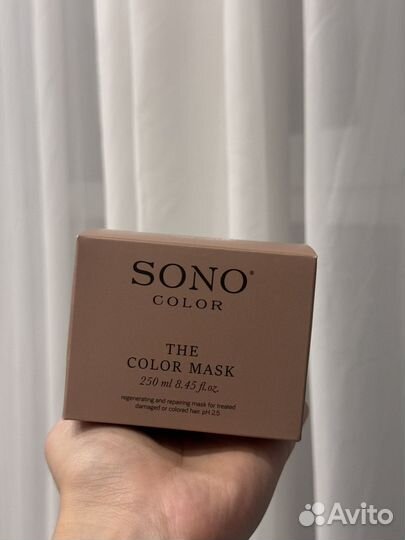 SONO®
COLOR
THE
COLOR MASK
250 ml 8.45 fl.oz.
regenerating and repairing mask for treated
damaged or colored hair. pH 2.5
Avito